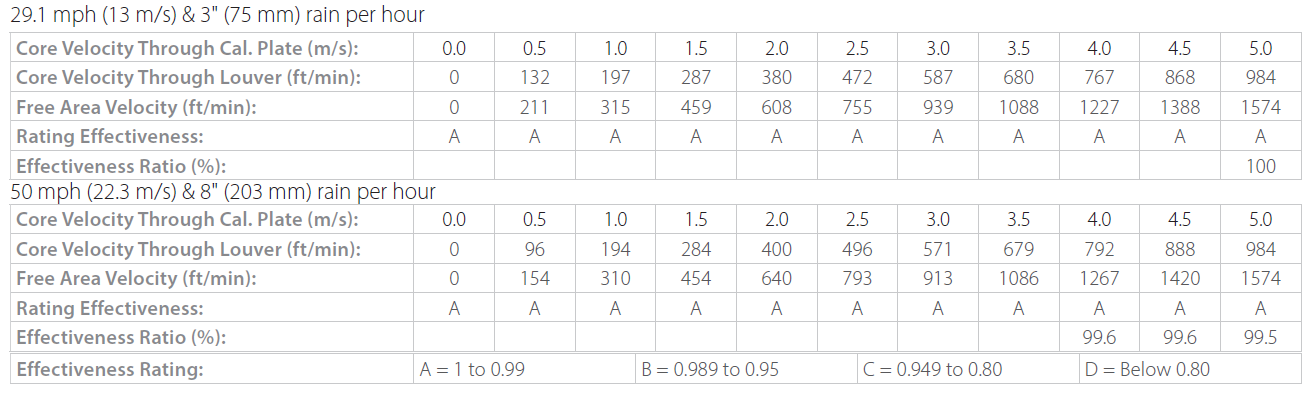 29.1 mph (13 m/s) & 3" (75 mm) rain per hour
Core Velocity Through Cal. Plate (m/s): 0.0 0.5 1.0 1.5 2.0 2.5 3.0 3.5 4.0 4.5 5.0
Core Velocity Through Louver (ft/min): 0 132 197 287 380 472 587 680 767 868 984
Free Area Velocity (ft/min): 0 211 315 459 608 755 939 1088 1227 1388 1574
Rating Effectiveness: A A A A A A A A A A A
Effectiveness Ratio (%): 100
50 mph (22.3 m/s) & 8" (203 mm) rain per hour
Core Velocity Through Cal. Plate (m/s): 0.0 0.5 1.0 1.5 2.0 2.5 3.0 3.5 4.0 4.5 5.0
Core Velocity Through Louver (ft/min): 0 96 194 284 400 496 571 679 792 888 984
Free Area Velocity (ft/min): 0 154 310 454 640 793 913 1086 1267 1420 1574
Rating Effectiveness: A A A A A A A A A A A
Effectiveness Ratio (%): 99.6 99.6 99.5
Effectiveness Rating: A = 1 to 0.99 B = 0.989 to 0.95 C = 0.949 to 0.80 D = Below 0.80